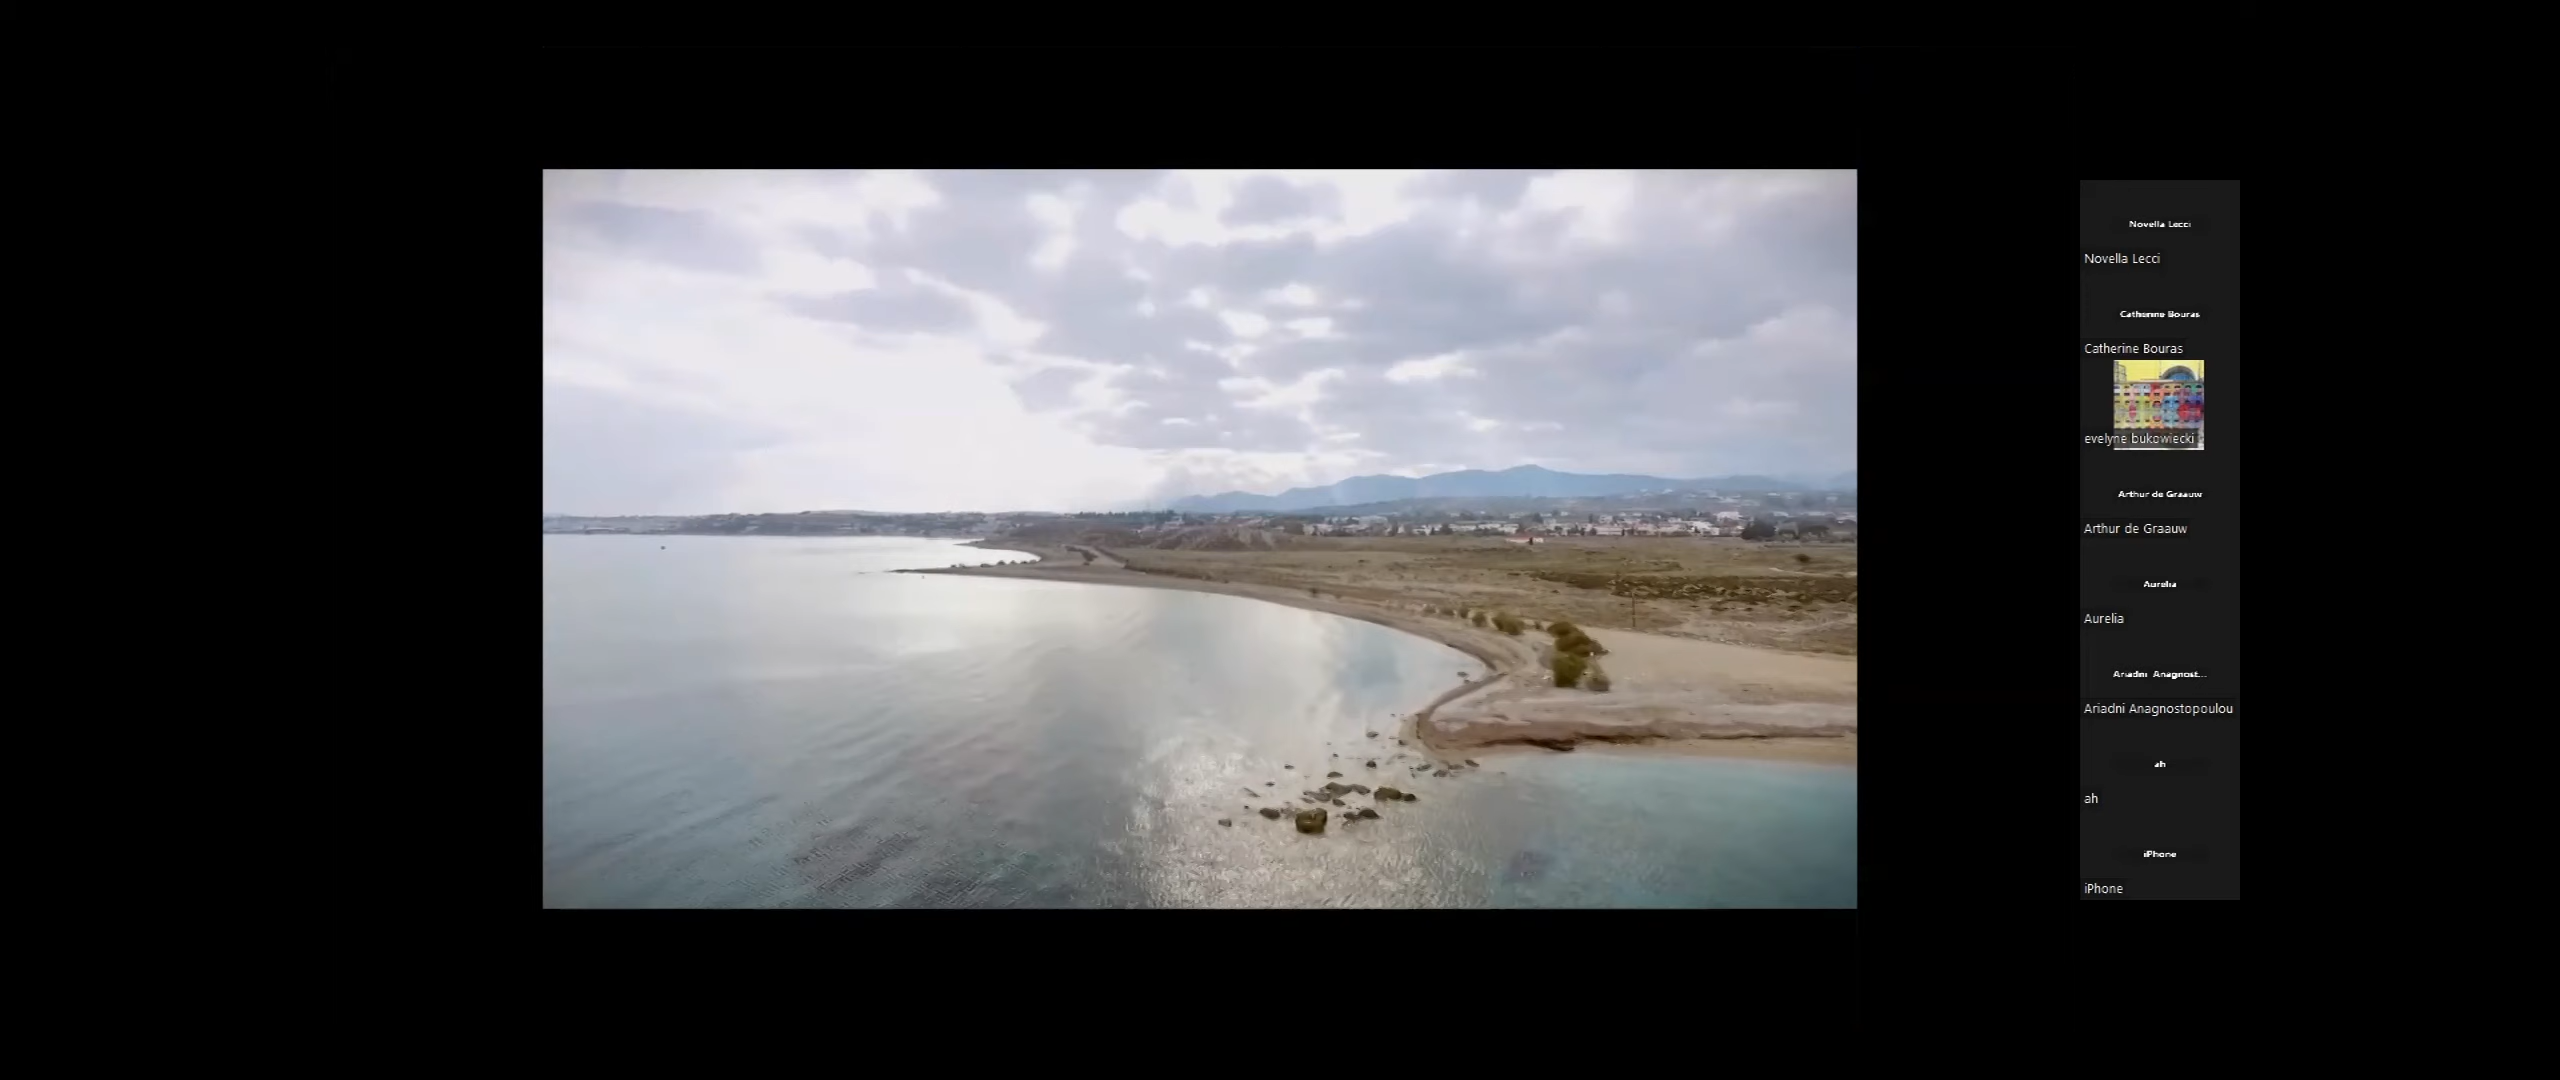 Novella Lecci
Novella Lecci
Catherine Bouras
Catherine Bouras
evelyne bukowiecki
Arthur de Graauw
Arthur de Graauw
Aurelia
Aurelia
Ariadni Anagnost...
Ariadni Anagnostopoulou
ah
ah
iPhone
iPhone